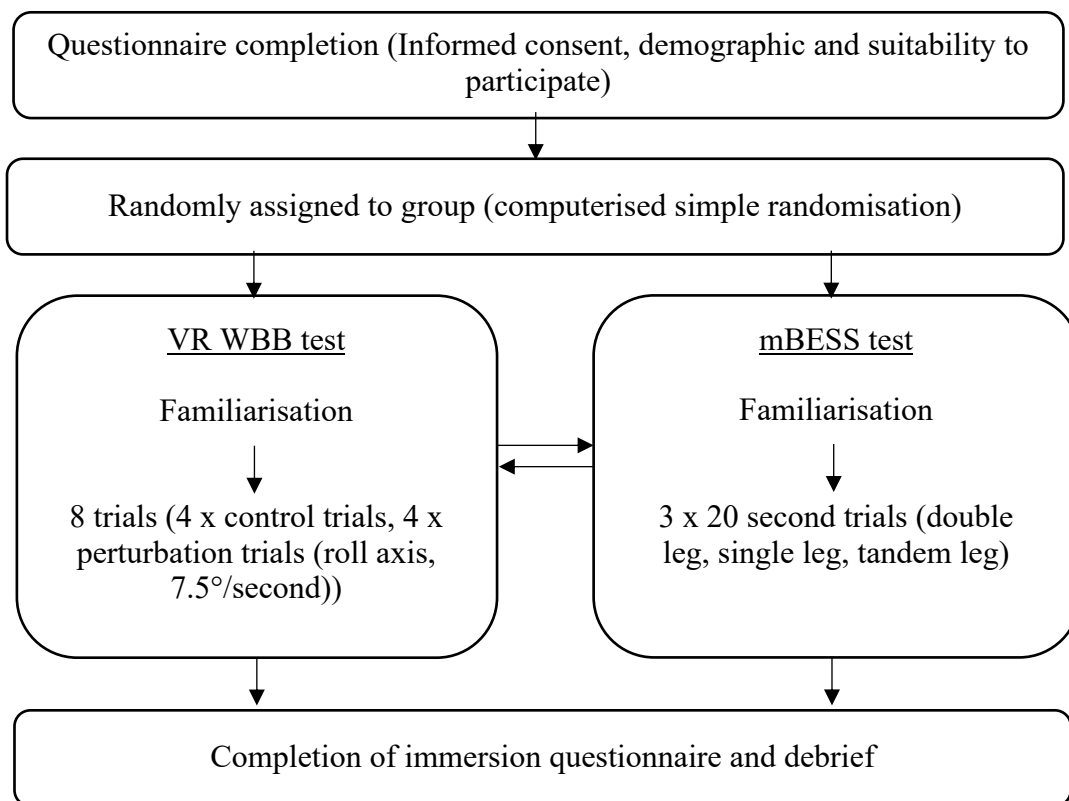 Questionnaire completion (Informed consent, demographic and suitability to
participate)
Randomly assigned to group (computerised simple randomisation)
VR WBB test
Familiarisation
8 trials (4 x control trials, 4 x
perturbation trials (roll axis,
7.5°/second))
mBESS test
Familiarisation
3 x 20 second trials (double
leg, single leg, tandem leg)
Completion of immersion questionnaire and debrief